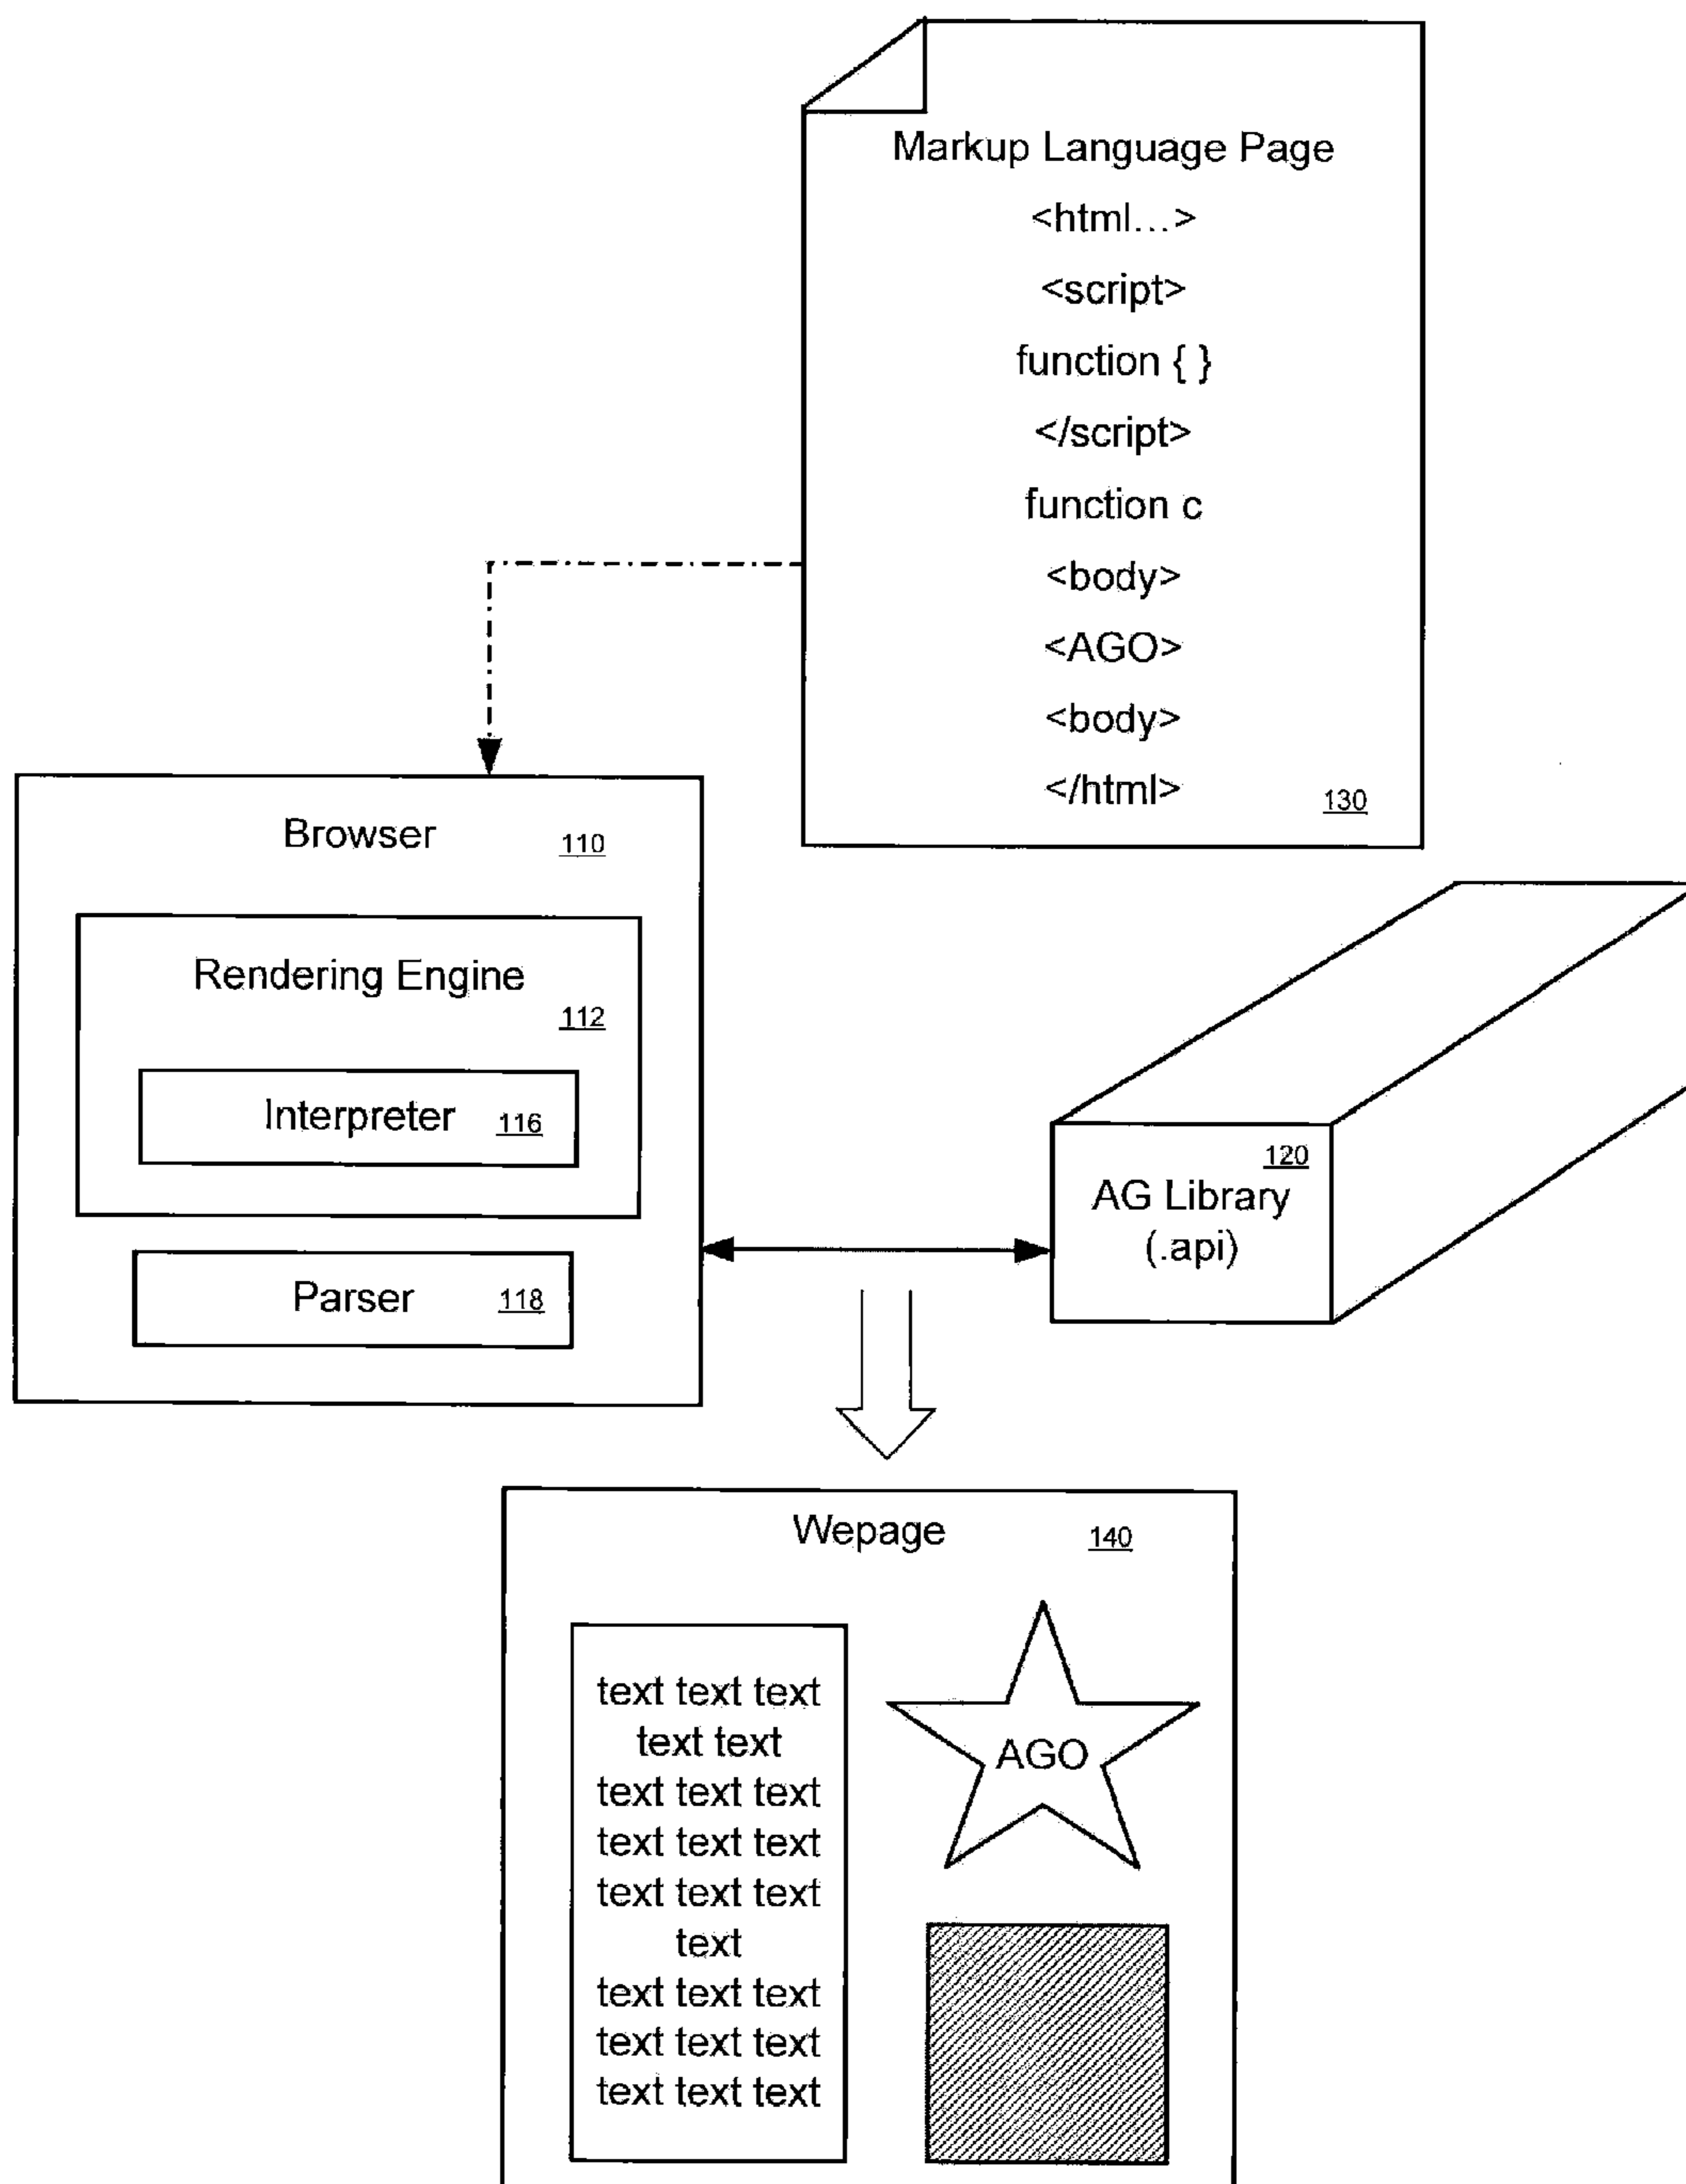 Markup Language Page
<html...>
<script>
function { }
</script>
function c
<body>
<AGO>
<body>
</html>
130
Browser
110
Rendering Engine
112
Interpreter 116
Parser 118
120
AG Library
(.api)
Wepage 140
text text text
text text
text text text
text text text
text text text
text
text text text
text text text
text text text
AGO